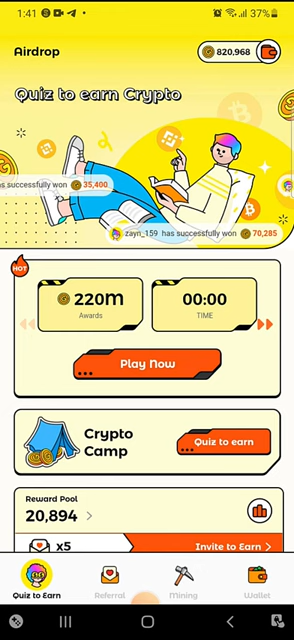 1:41
37%
Airdrop
820,968
Quiz to earn Crypto
s successfully won 35,400
zayn_159 has successfully won 70,285
HOT
220M
Awards
00:00
TIME
Play Now
Crypto
Camp
Quiz to earn
Reward Pool
20,894
x5
Invite to Earn
Quiz to Earn
Referral
Mining
Wallet